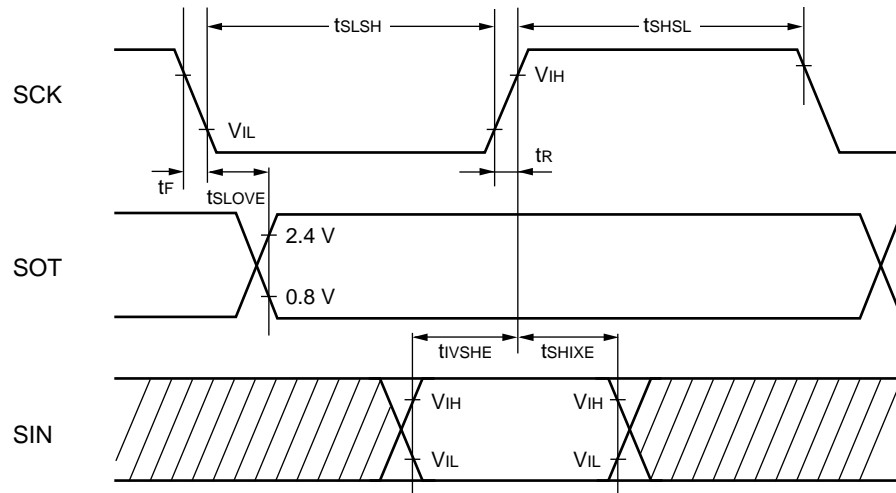 tSLSH tSHSL
SCK VIH
VIL
tF tSLOVE tR
SOT 2.4 V
0.8 V
tIVSHE tSHIXE
VIH VIH
SIN
VIL VIL